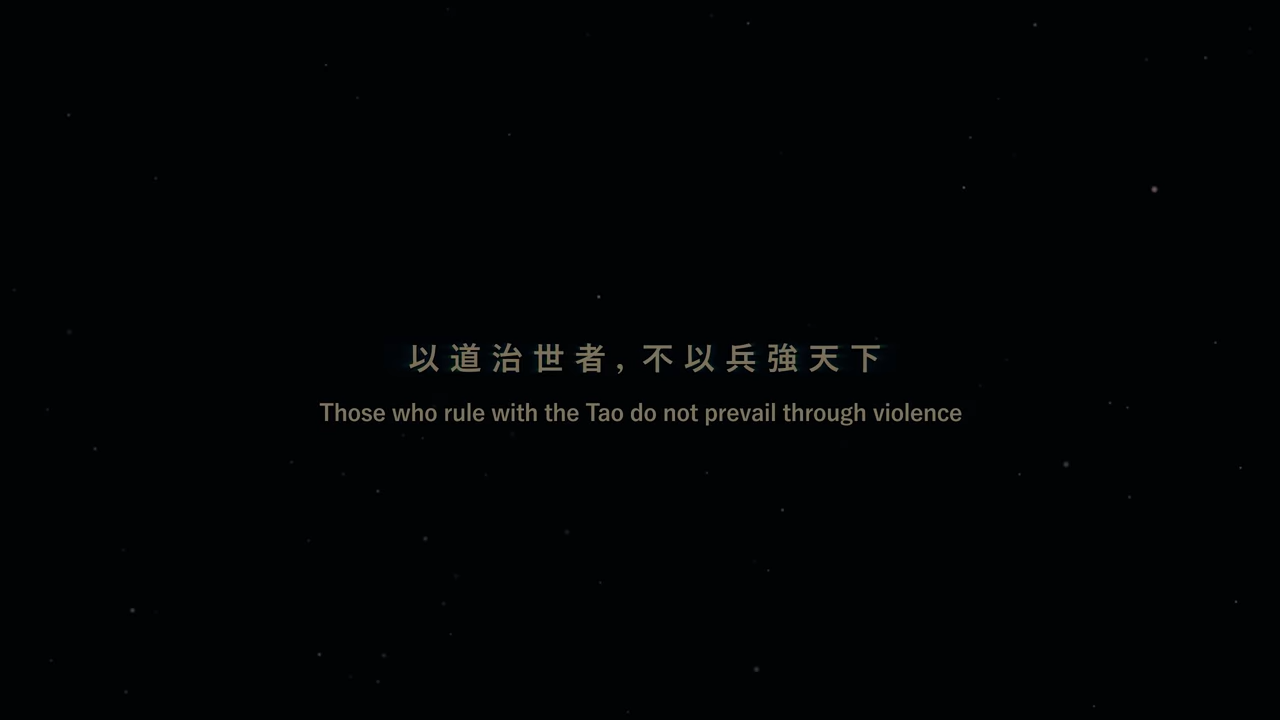 以道治世者, 不以兵強天下
Those who rule with the Tao do not prevail through violence